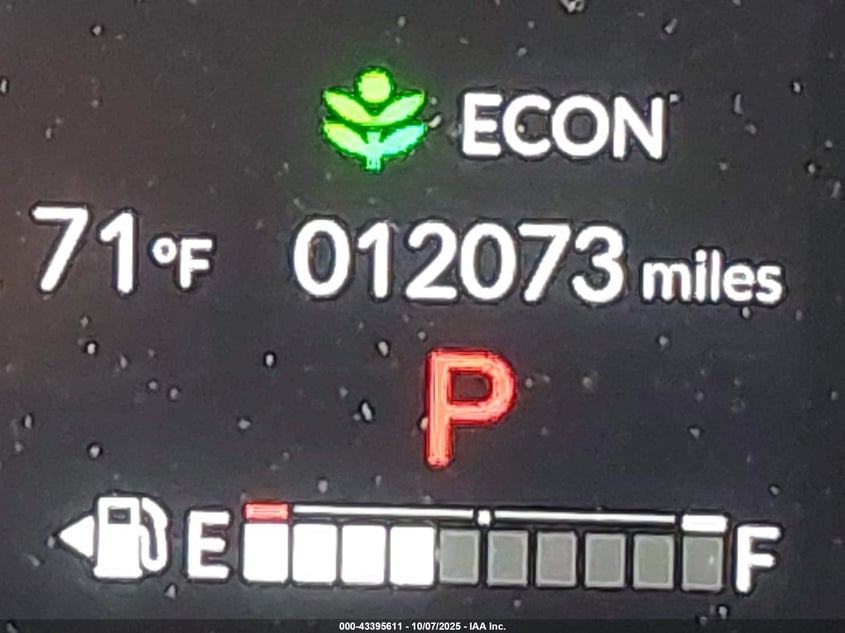 ECON
71°F 012073 miles
P
E F
000-43395611 - 10/07/2025 - IAA Inc.